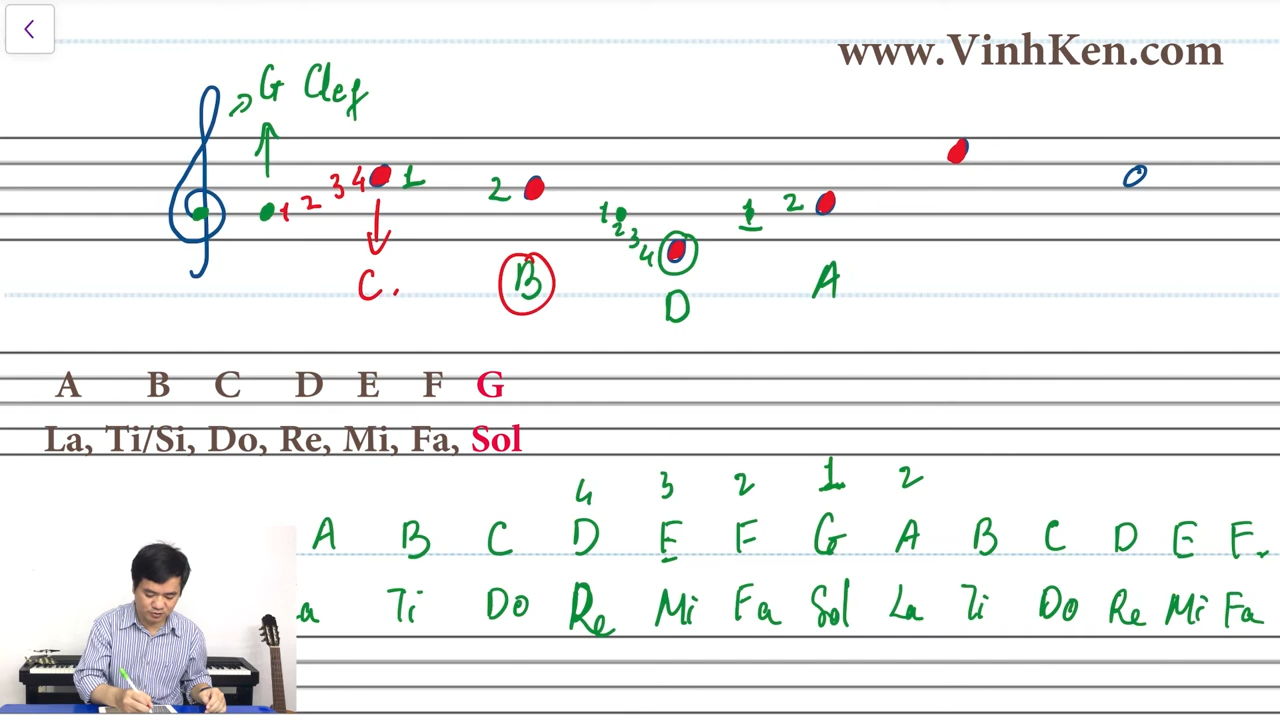 www.VinhKen.com
G Clef
1 2 3 4 1 2 1 2 3 4 1 2
C. B D A
A B C D E F G
La, Ti/Si, Do, Re, Mi, Fa, Sol
4 3 2 1 2
A B C D E F G A B C D E F.
a Ti Do Re Mi Fa Sol La Ti Do Re Mi Fa